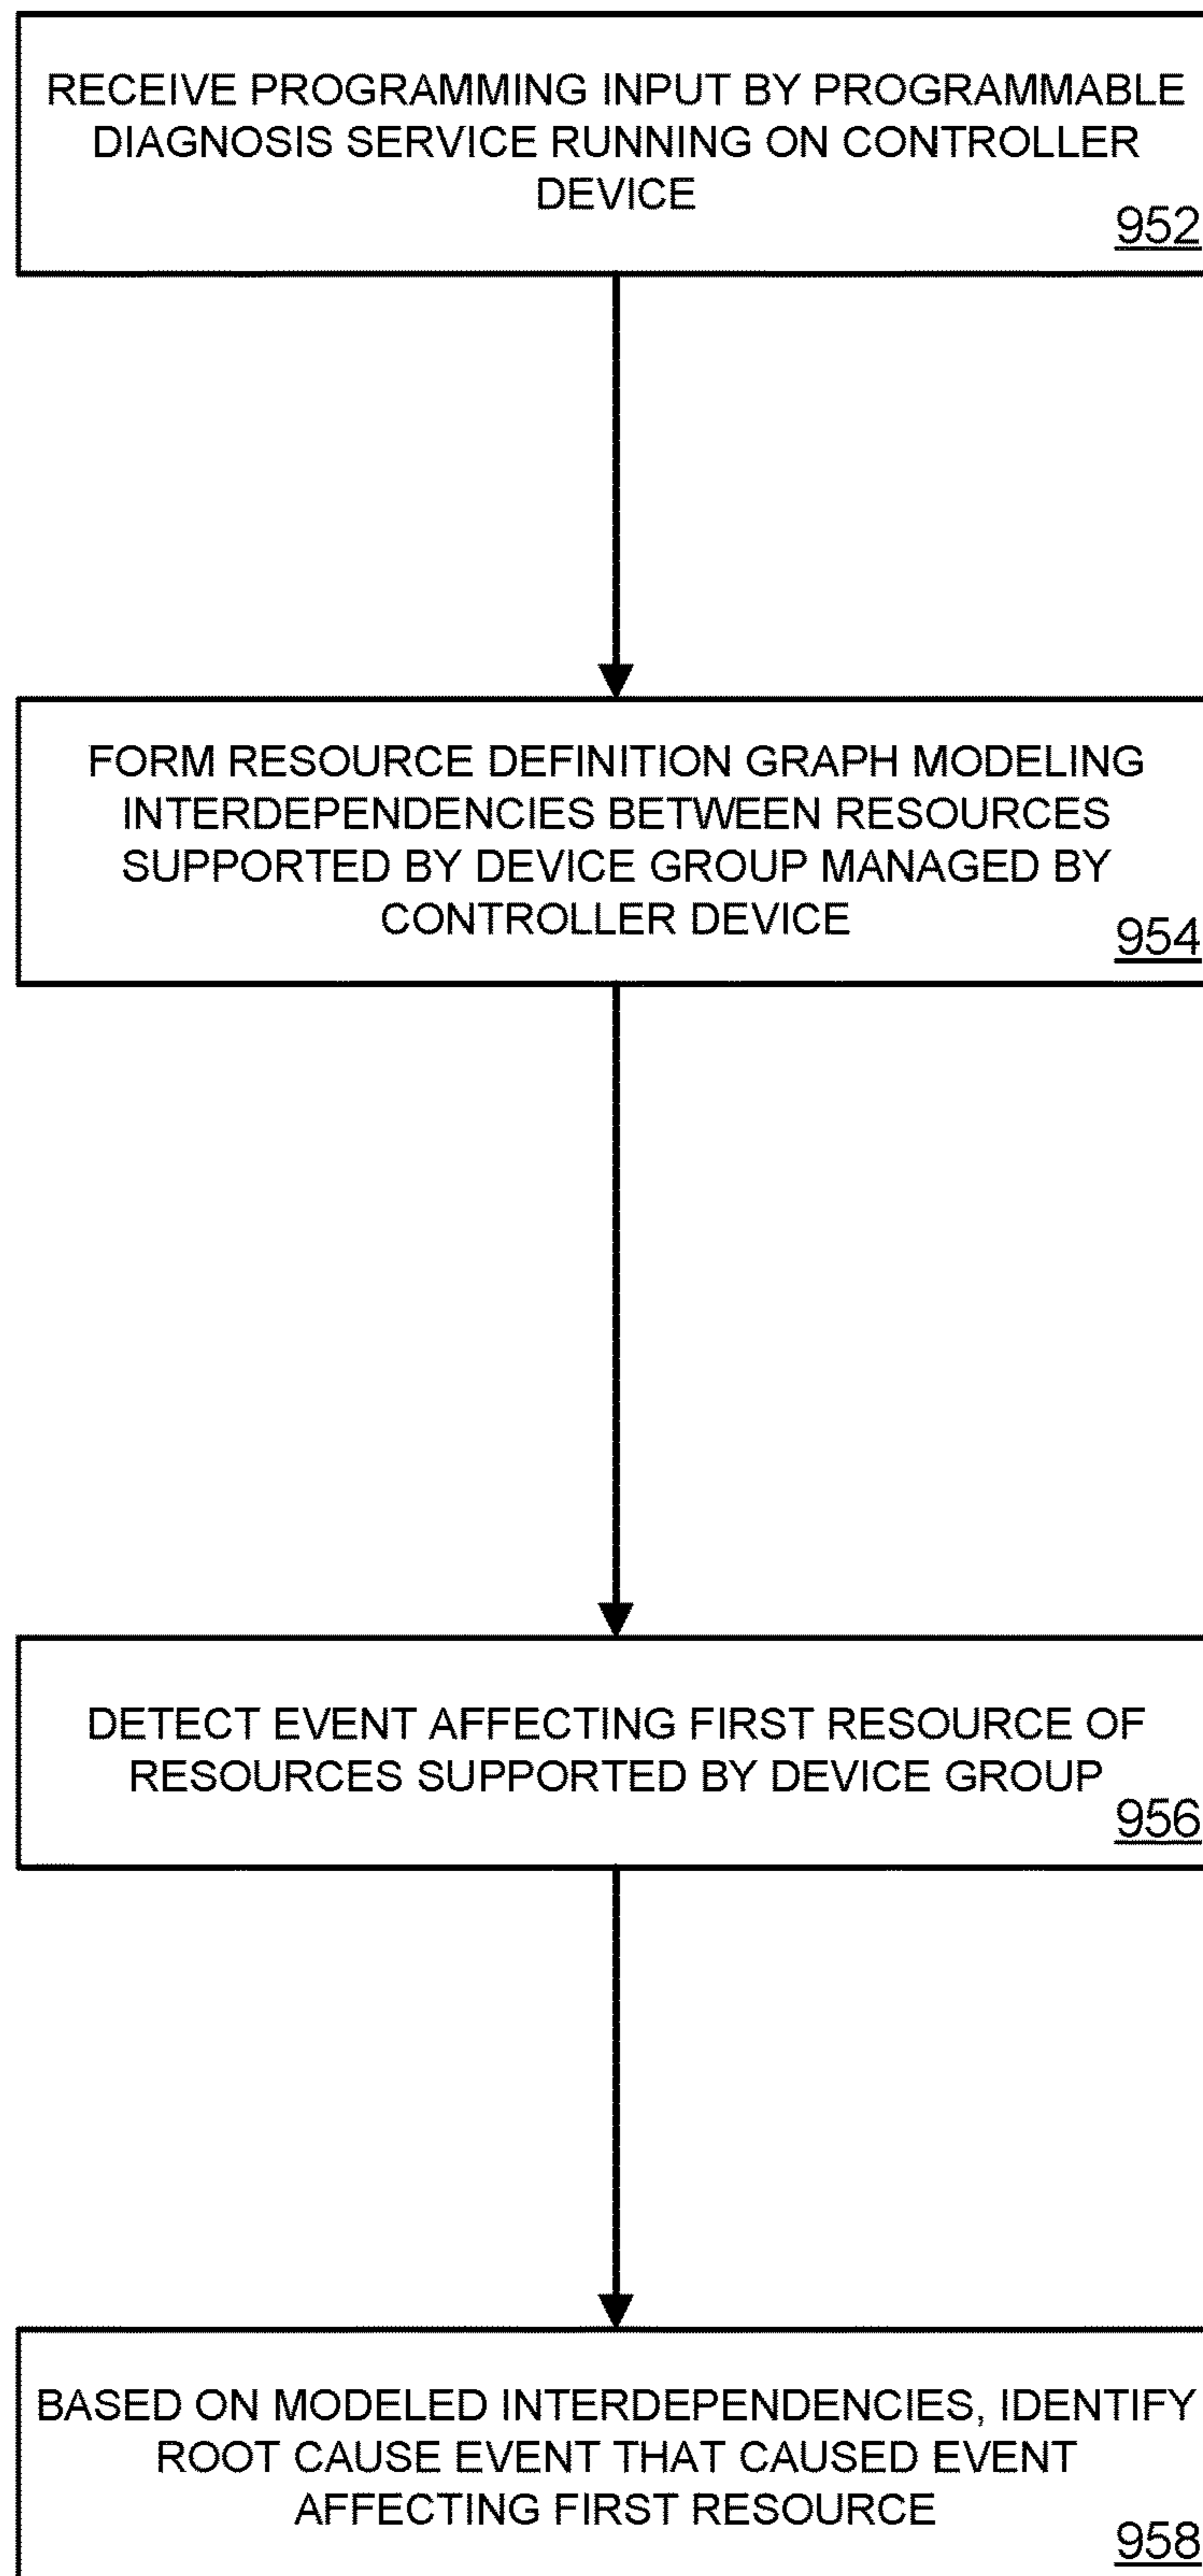 RECEIVE PROGRAMMING INPUT BY PROGRAMMABLE
DIAGNOSIS SERVICE RUNNING ON CONTROLLER
DEVICE
952
FORM RESOURCE DEFINITION GRAPH MODELING
INTERDEPENDENCIES BETWEEN RESOURCES
SUPPORTED BY DEVICE GROUP MANAGED BY
CONTROLLER DEVICE
954
DETECT EVENT AFFECTING FIRST RESOURCE OF
RESOURCES SUPPORTED BY DEVICE GROUP
956
BASED ON MODELED INTERDEPENDENCIES, IDENTIFY
ROOT CAUSE EVENT THAT CAUSED EVENT
AFFECTING FIRST RESOURCE
958